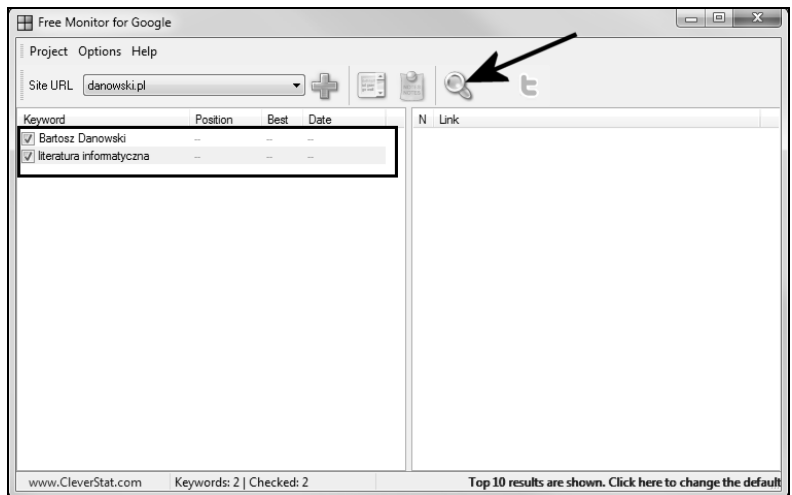 Free Monitor for Google
Project Options Help
Site URL danowski.pl
Keyword Position Best Date N Link
Bartosz Danowski -- -- --
literatura informatyczna -- -- --
www.CleverStat.com Keywords: 2 | Checked: 2 Top 10 results are shown. Click here to change the default